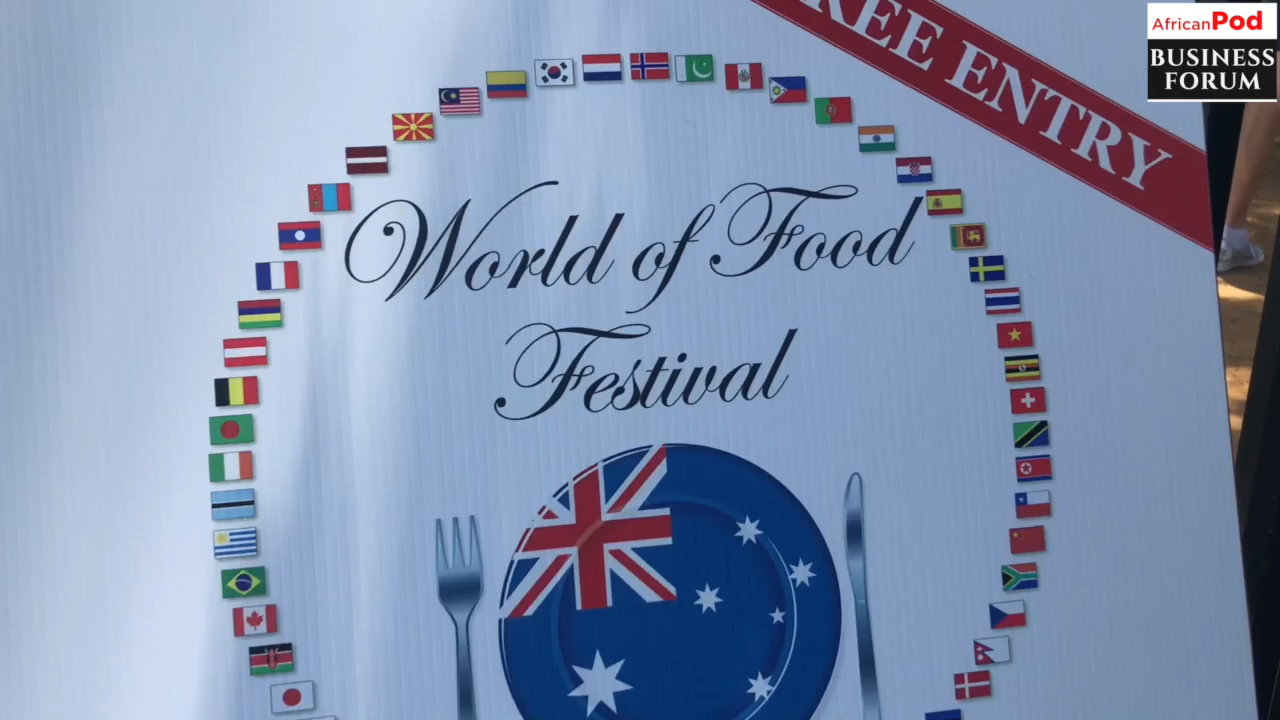 AfricanPod
BUSINESS
FORUM
ENTRY
World of Food
Festival